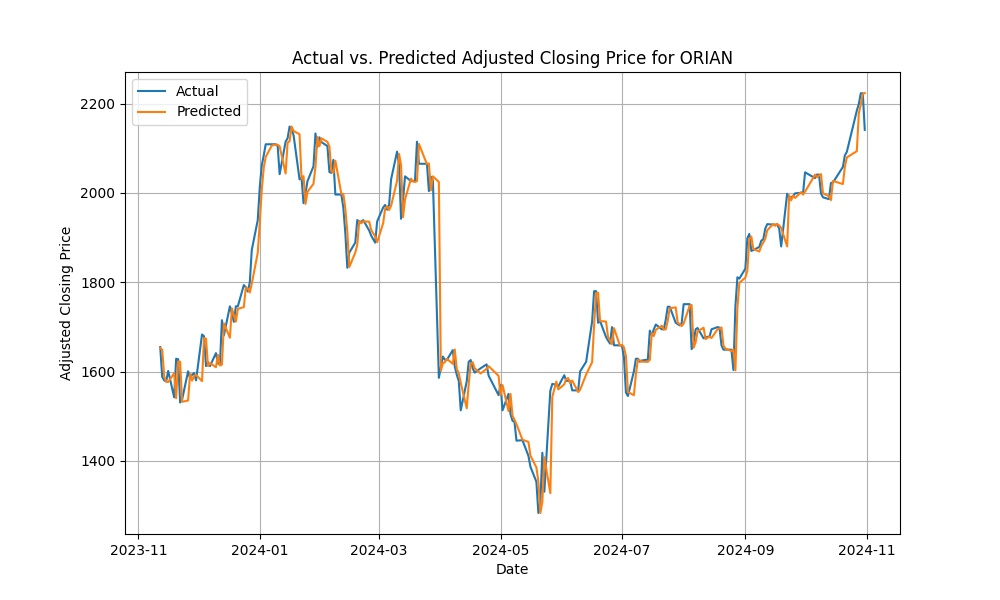 Actual vs. Predicted Adjusted Closing Price for ORIAN
Actual
Predicted
Adjusted Closing Price
2200
2000
1800
1600
1400
2023-11
2024-01
2024-03
2024-05
2024-07
2024-09
2024-11
Date